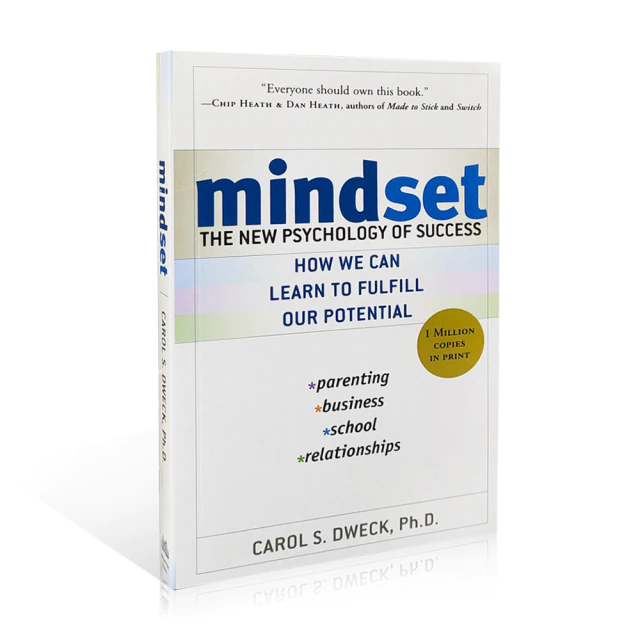 “Everyone should own this book.”
—CHIP HEATH & DAN HEATH, authors of Made to Stick and Switch
mindset
THE NEW PSYCHOLOGY OF SUCCESS
HOW WE CAN
LEARN TO FULFILL
OUR POTENTIAL
1 MILLION
COPIES
IN PRINT
*parenting
*business
*school
*relationships
CAROL S. DWECK, Ph.D.
mindset
CAROL S. DWECK, Ph.D.